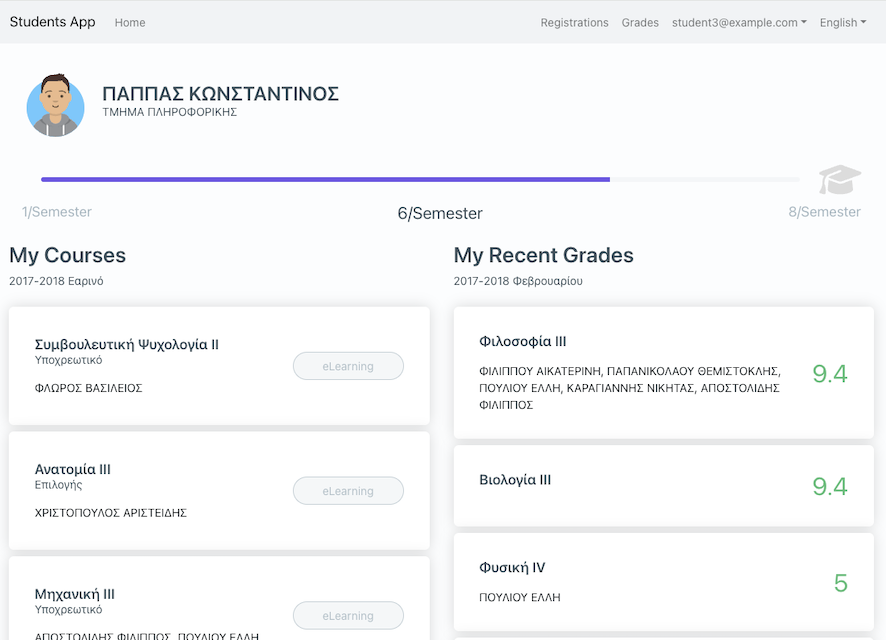 Students App
Home
Registrations
Grades
student3@example.com
English
ΠΑΠΠΑΣ ΚΩΝΣΤΑΝΤΙΝΟΣ
ΤΜΗΜΑ ΠΛΗΡΟΦΟΡΙΚΗΣ
1/Semester
6/Semester
8/Semester
My Courses
2017-2018 Εαρινό
Συμβουλευτική Ψυχολογία II
Υποχρεωτικό
ΦΛΩΡΟΣ ΒΑΣΙΛΕΙΟΣ
eLearning
Ανατομία III
Επιλογής
ΧΡΙΣΤΟΠΟΥΛΟΣ ΑΡΙΣΤΕΙΔΗΣ
eLearning
Μηχανική III
Υποχρεωτικό
ΑΠΟΣΤΟΛΙΔΗΣ ΦΙΛΙΠΠΟΣ, ΠΟΥΛΙΟΥ ΕΛΛΗ
eLearning
My Recent Grades
2017-2018 Φεβρουαρίου
Φιλοσοφία III
ΦΙΛΙΠΠΟΥ ΑΙΚΑΤΕΡΙΝΗ, ΠΑΠΑΝΙΚΟΛΑΟΥ ΘΕΜΙΣΤΟΚΛΗΣ,
ΠΟΥΛΙΟΥ ΕΛΛΗ, ΚΑΡΑΓΙΑΝΝΗΣ ΝΙΚΗΤΑΣ, ΑΠΟΣΤΟΛΙΔΗΣ
ΦΙΛΙΠΠΟΣ
9.4
Βιολογία III
9.4
Φυσική IV
ΠΟΥΛΙΟΥ ΕΛΛΗ
5